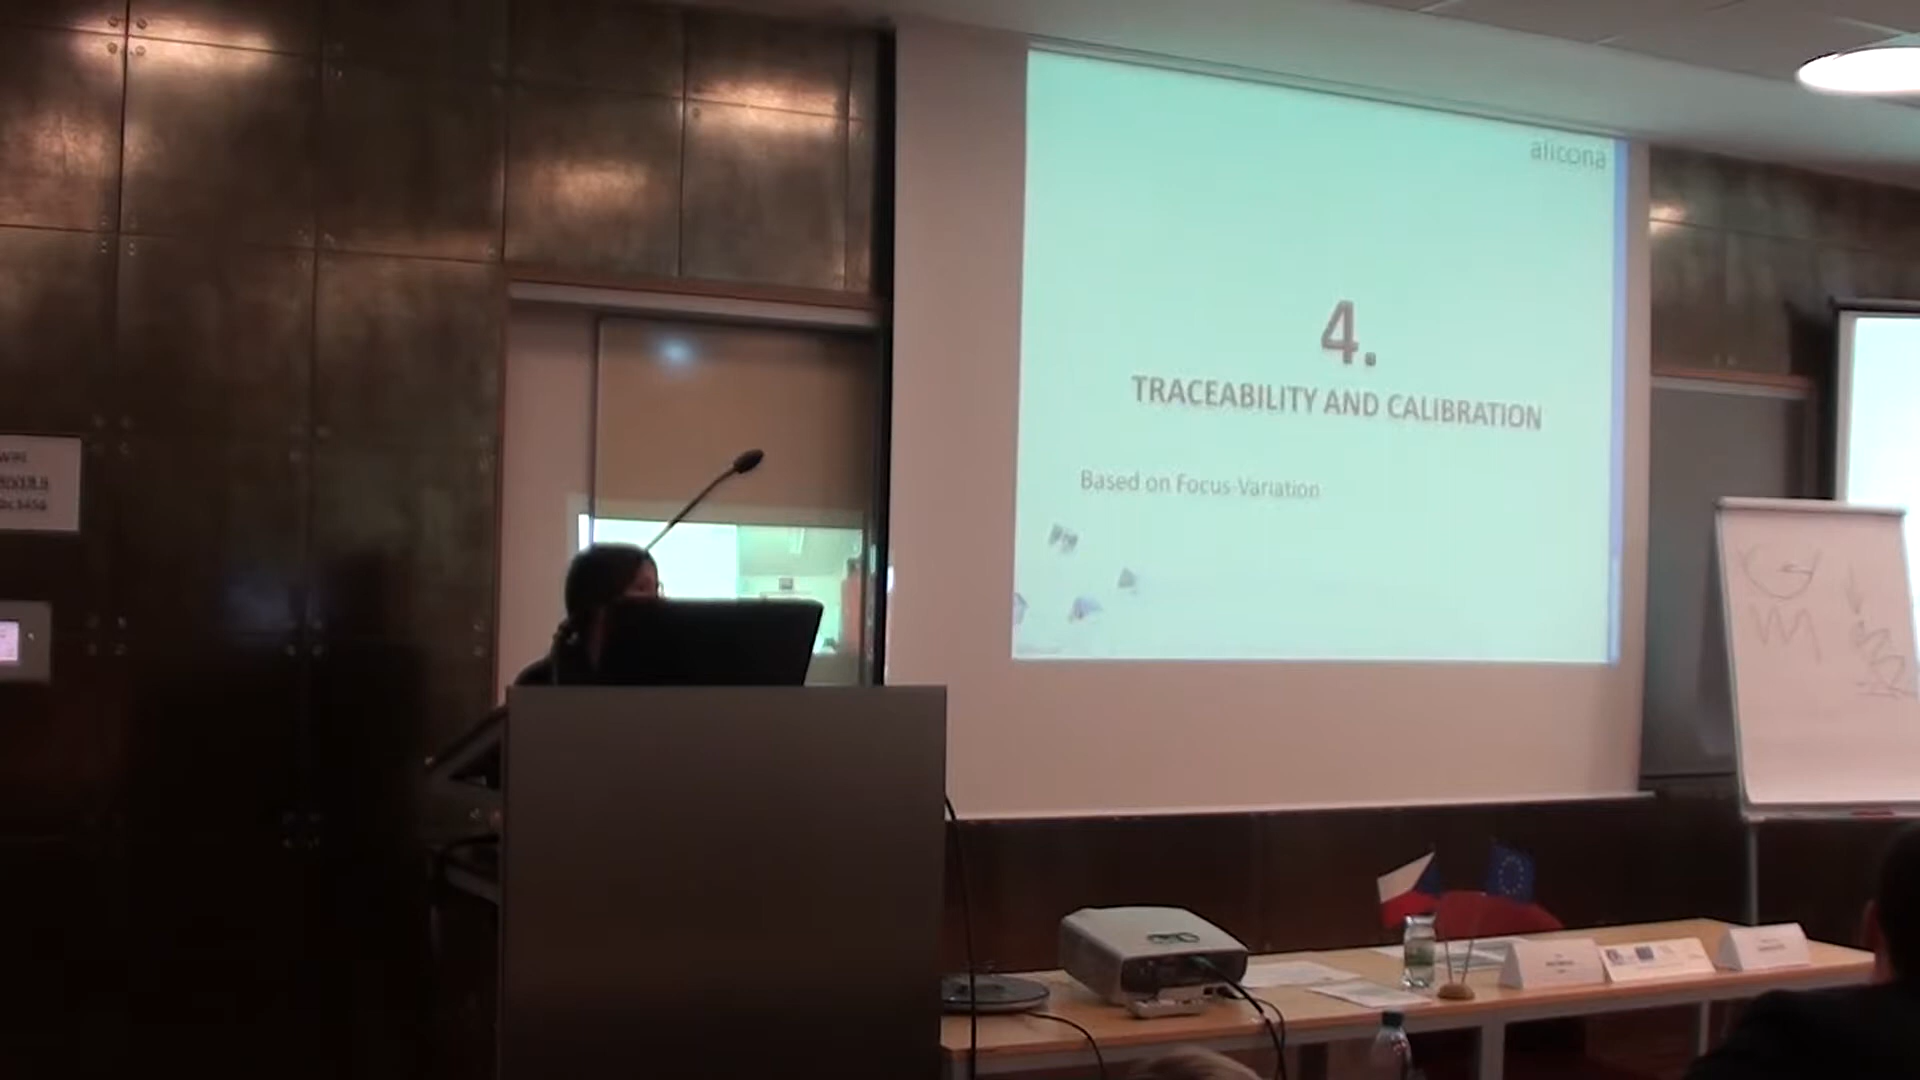 alicona
4.
TRACEABILITY AND CALIBRATION
Based on Focus-Variation